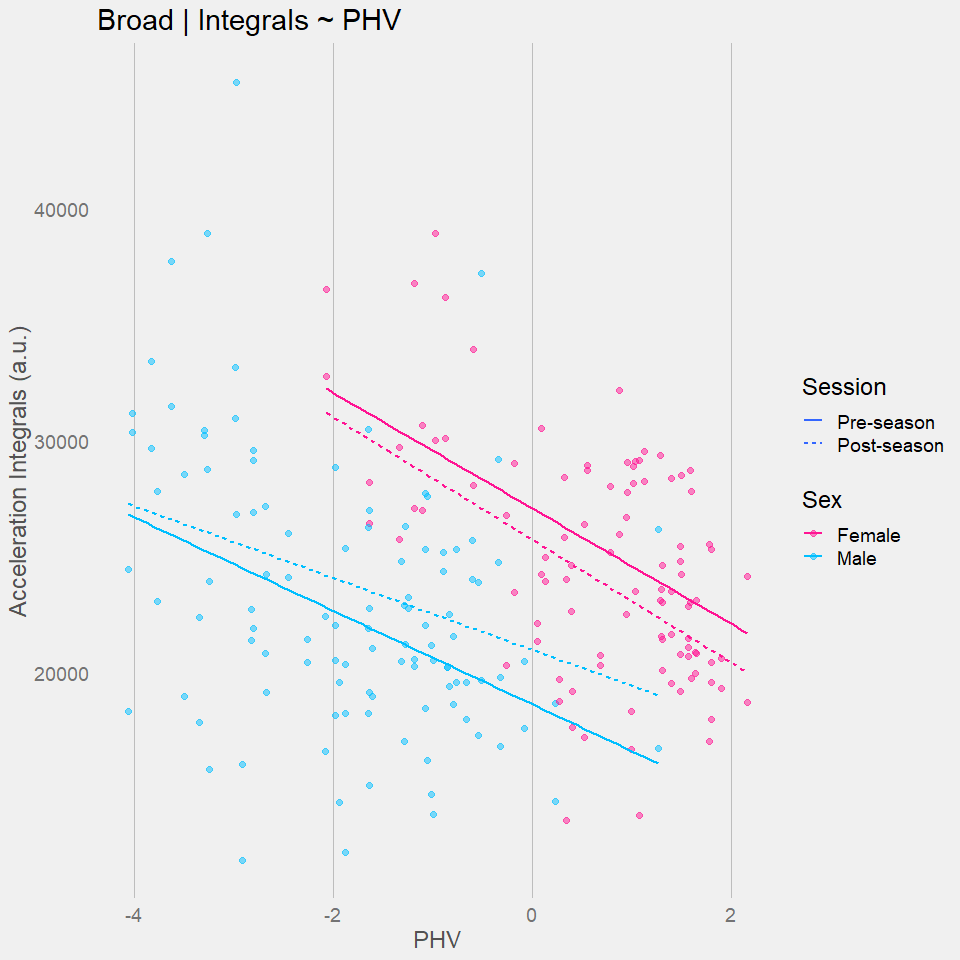 Broad | Integrals ~ PHV
Acceleration Integrals (a.u.)
40000
30000
20000
-4
-2
0
2
PHV
Session
Pre-season
Post-season
Sex
Female
Male